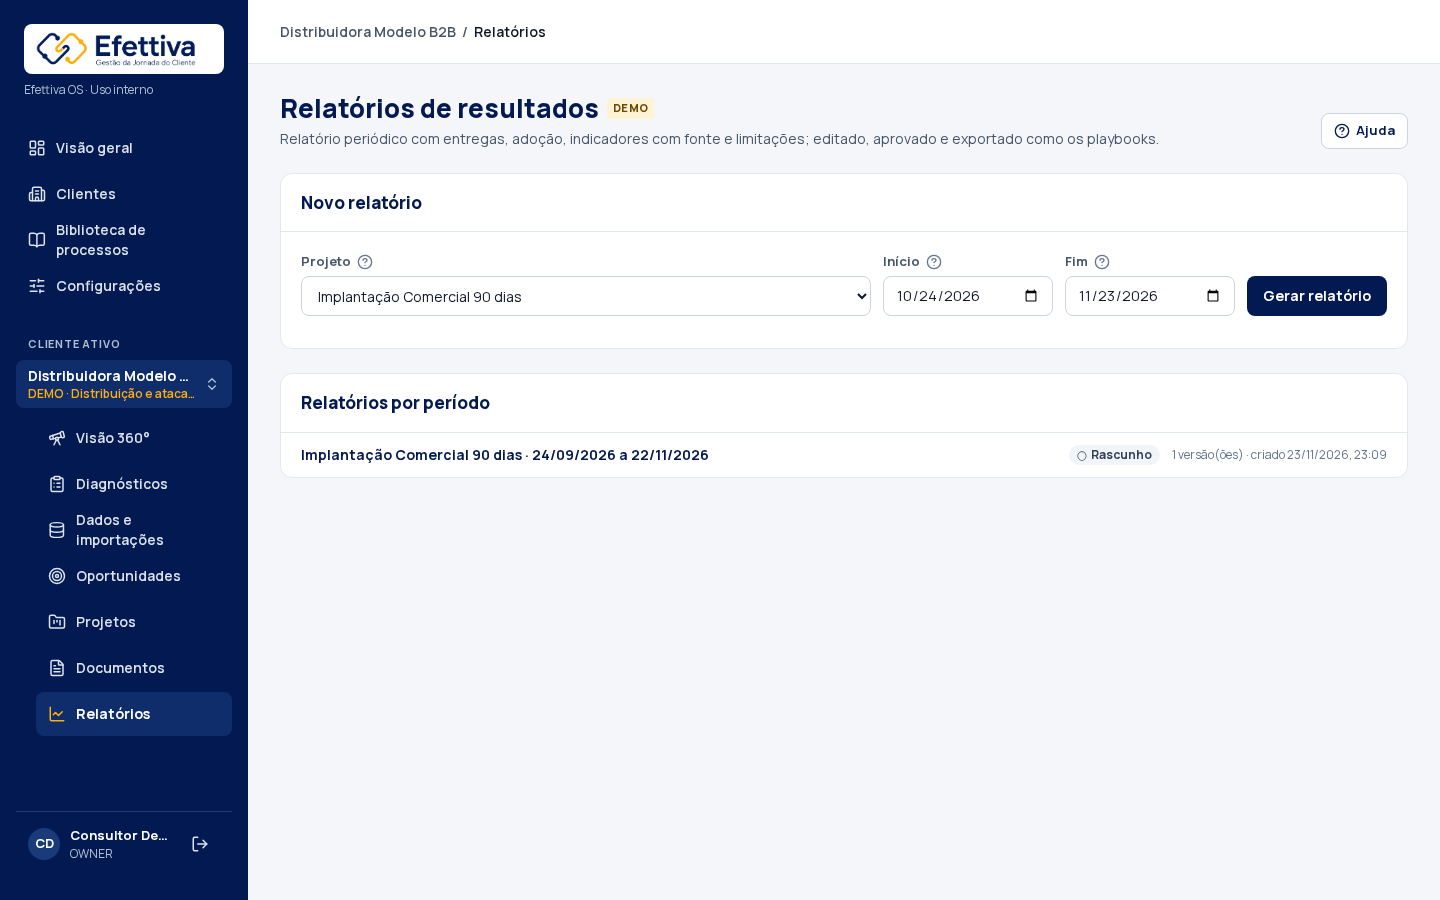 Efettiva
Gestão da Jornada do Cliente
Efettiva OS · Uso interno
Visão geral
Clientes
Biblioteca de
processos
Configurações
CLIENTE ATIVO
Distribuidora Modelo ...
DEMO · Distribuição e ataca...
Visão 360°
Diagnósticos
Dados e
importações
Oportunidades
Projetos
Documentos
Relatórios
CD
Consultor De...
OWNER
Distribuidora Modelo B2B / Relatórios
Relatórios de resultados DEMO
Relatório periódico com entregas, adoção, indicadores com fonte e limitações; editado, aprovado e exportado como os playbooks.
Ajuda
Novo relatório
Projeto
Início
Fim
Implantação Comercial 90 dias
10/24/2026
11/23/2026
Gerar relatório
Relatórios por período
Implantação Comercial 90 dias · 24/09/2026 a 22/11/2026
Rascunho
1 versão(ões) · criado 23/11/2026, 23:09